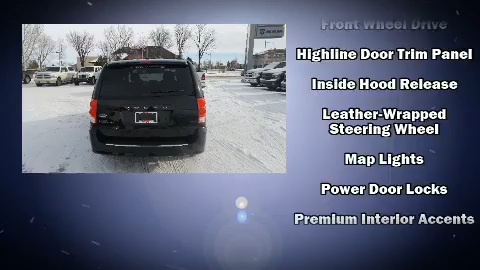 Front Wheel Drive
Highline Door Trim Panel
Inside Hood Release
Leather-Wrapped
Steering Wheel
Map Lights
Power Door Locks
Premium Interior Accents